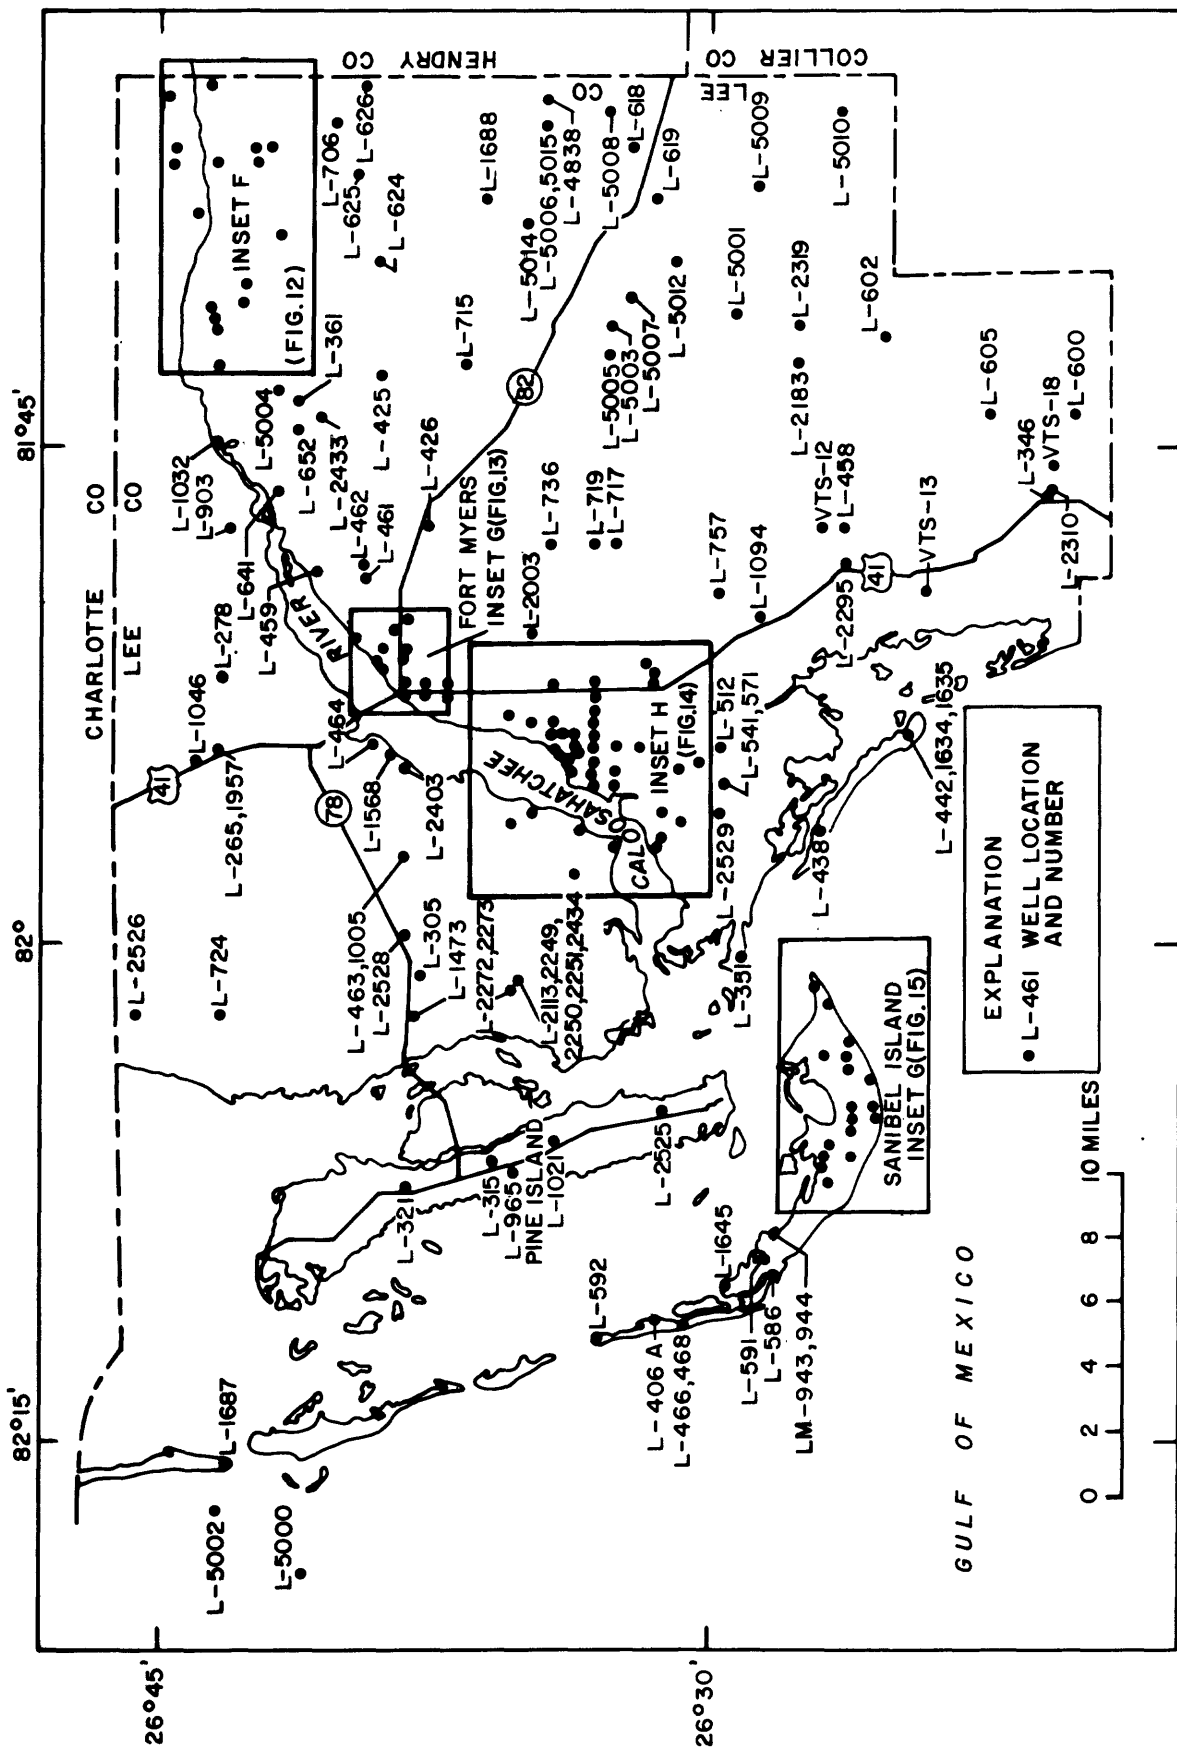 82°15'
82°
81°45'
26°45'
26°30'
CHARLOTTE CO
LEE CO
HENDRY CO
COLLIER CO
LEE CO
41
78
82
41
L-5002
L-5000
L-1687
L-2526
L-724
L-1046
L-265,1957
L-278
L-903
L-1032
L-641
L-459
L-5004
L-652
L-361
L-2433
L-462
L-461
L-425
L-426
INSET F
(FIG.12)
L-706
L-626
L-625
L-624
L-1688
L-715
L-5014
L-5006,5015
L-4838
L-5008
L-618
L-619
L-5009
L-5010
L-5012
L-5001
L-5005
L-5003
L-5007
L-2319
L-2183
L-602
L-605
L-600
VTS-18
L-346
L-2310
VTS-12
L-458
VTS-13
L-2295
L-736
L-719
L-717
L-757
L-1094
L-2003
FORT MYERS
INSET G(FIG.13)
RIVER
L-464
L-1568
L-2403
L-463,1005
L-2528
L-305
L-1473
L-2272,2273
L-2113,2249,
2250,2251,2434
CALOOSAHATCHEE
INSET H
(FIG.14)
L-512
L-541,571
L-2529
L-351
L-438
L-442,1634,1635
L-321
L-315
L-965
PINE ISLAND
L-1021
L-2525
L-592
L-406 A
L-466,468
L-1645
L-591
L-586
LM-943,944
SANIBEL ISLAND
INSET G(FIG.15)
GULF OF MEXICO
EXPLANATION
L-461 WELL LOCATION
AND NUMBER
0 2 4 6 8 10 MILES